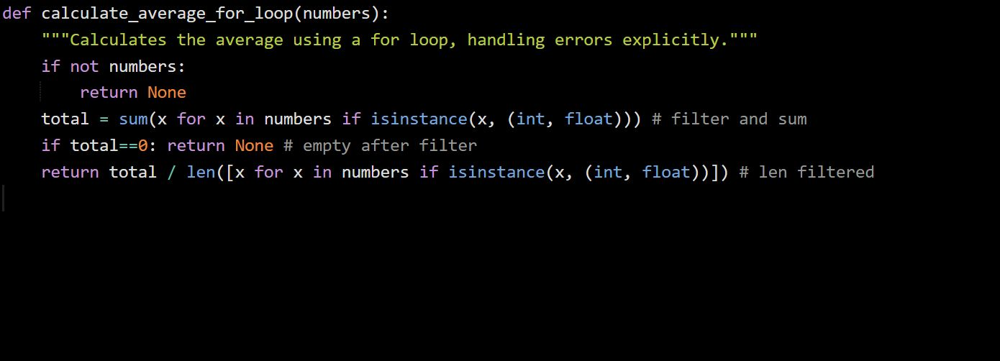 def calculate_average_for_loop(numbers):
    """Calculates the average using a for loop, handling errors explicitly."""
    if not numbers:
        return None
    total = sum(x for x in numbers if isinstance(x, (int, float))) # filter and sum
    if total==0: return None # empty after filter
    return total / len([x for x in numbers if isinstance(x, (int, float))]) # len filtered